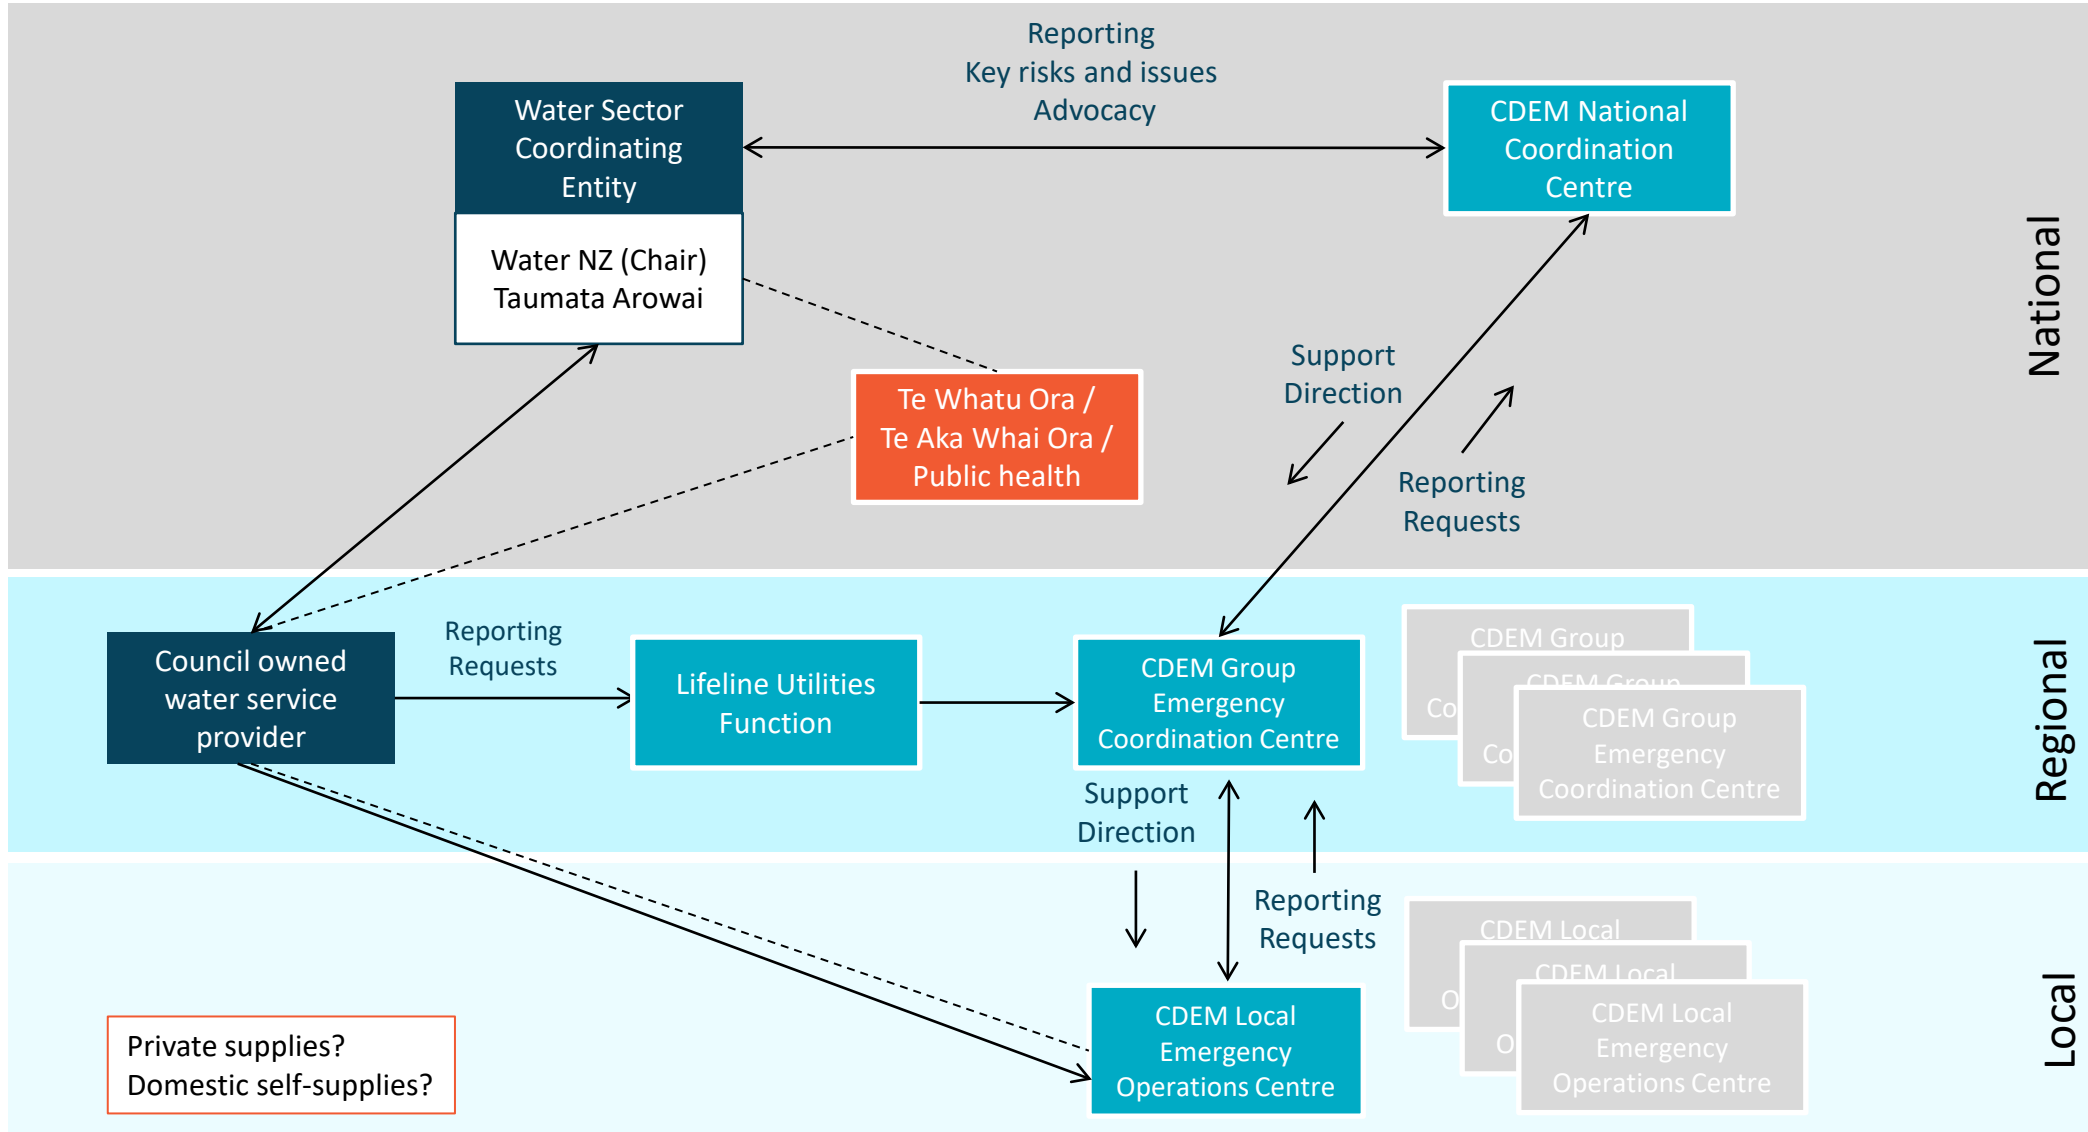 Reporting
Key risks and issues
Advocacy
Water Sector
Coordinating
Entity
CDEM National
Coordination
Centre
Water NZ (Chair)
Taumata Arowai
National
Te Whatu Ora /
Te Aka Whai Ora /
Public health
Support
Direction
Reporting
Requests
Council owned
water service
provider
Reporting
Requests
Lifeline Utilities
Function
CDEM Group
Emergency
Coordination Centre
CDEM Group
Co
CDEM Group
Co
CDEM Group
Emergency
Coordination Centre
Regional
Support
Direction
Reporting
Requests
CDEM Local
Emergency
Operations Centre
CDEM Local
O
CDEM Local
O
CDEM Local
Emergency
Operations Centre
Local
Private supplies?
Domestic self-supplies?